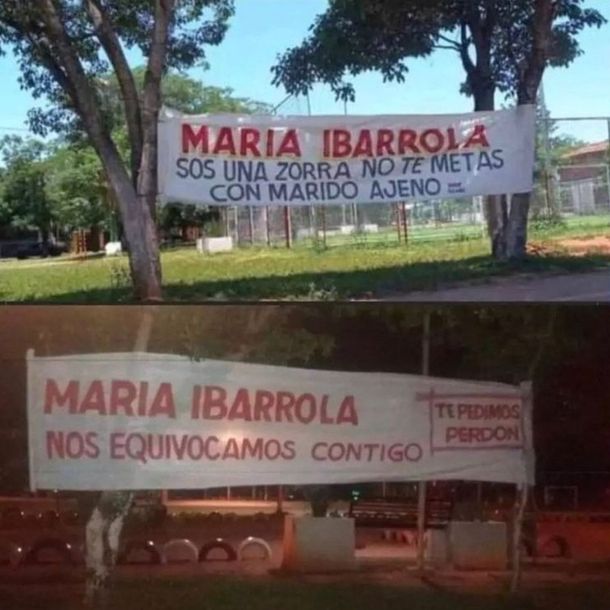 MARIA IBARROLA
SOS UNA ZORRA NO TE METAS
CON MARIDO AJENO
MARIA IBARROLA
NOS EQUIVOCAMOS CONTIGO
TE PEDIMOS
PERDON